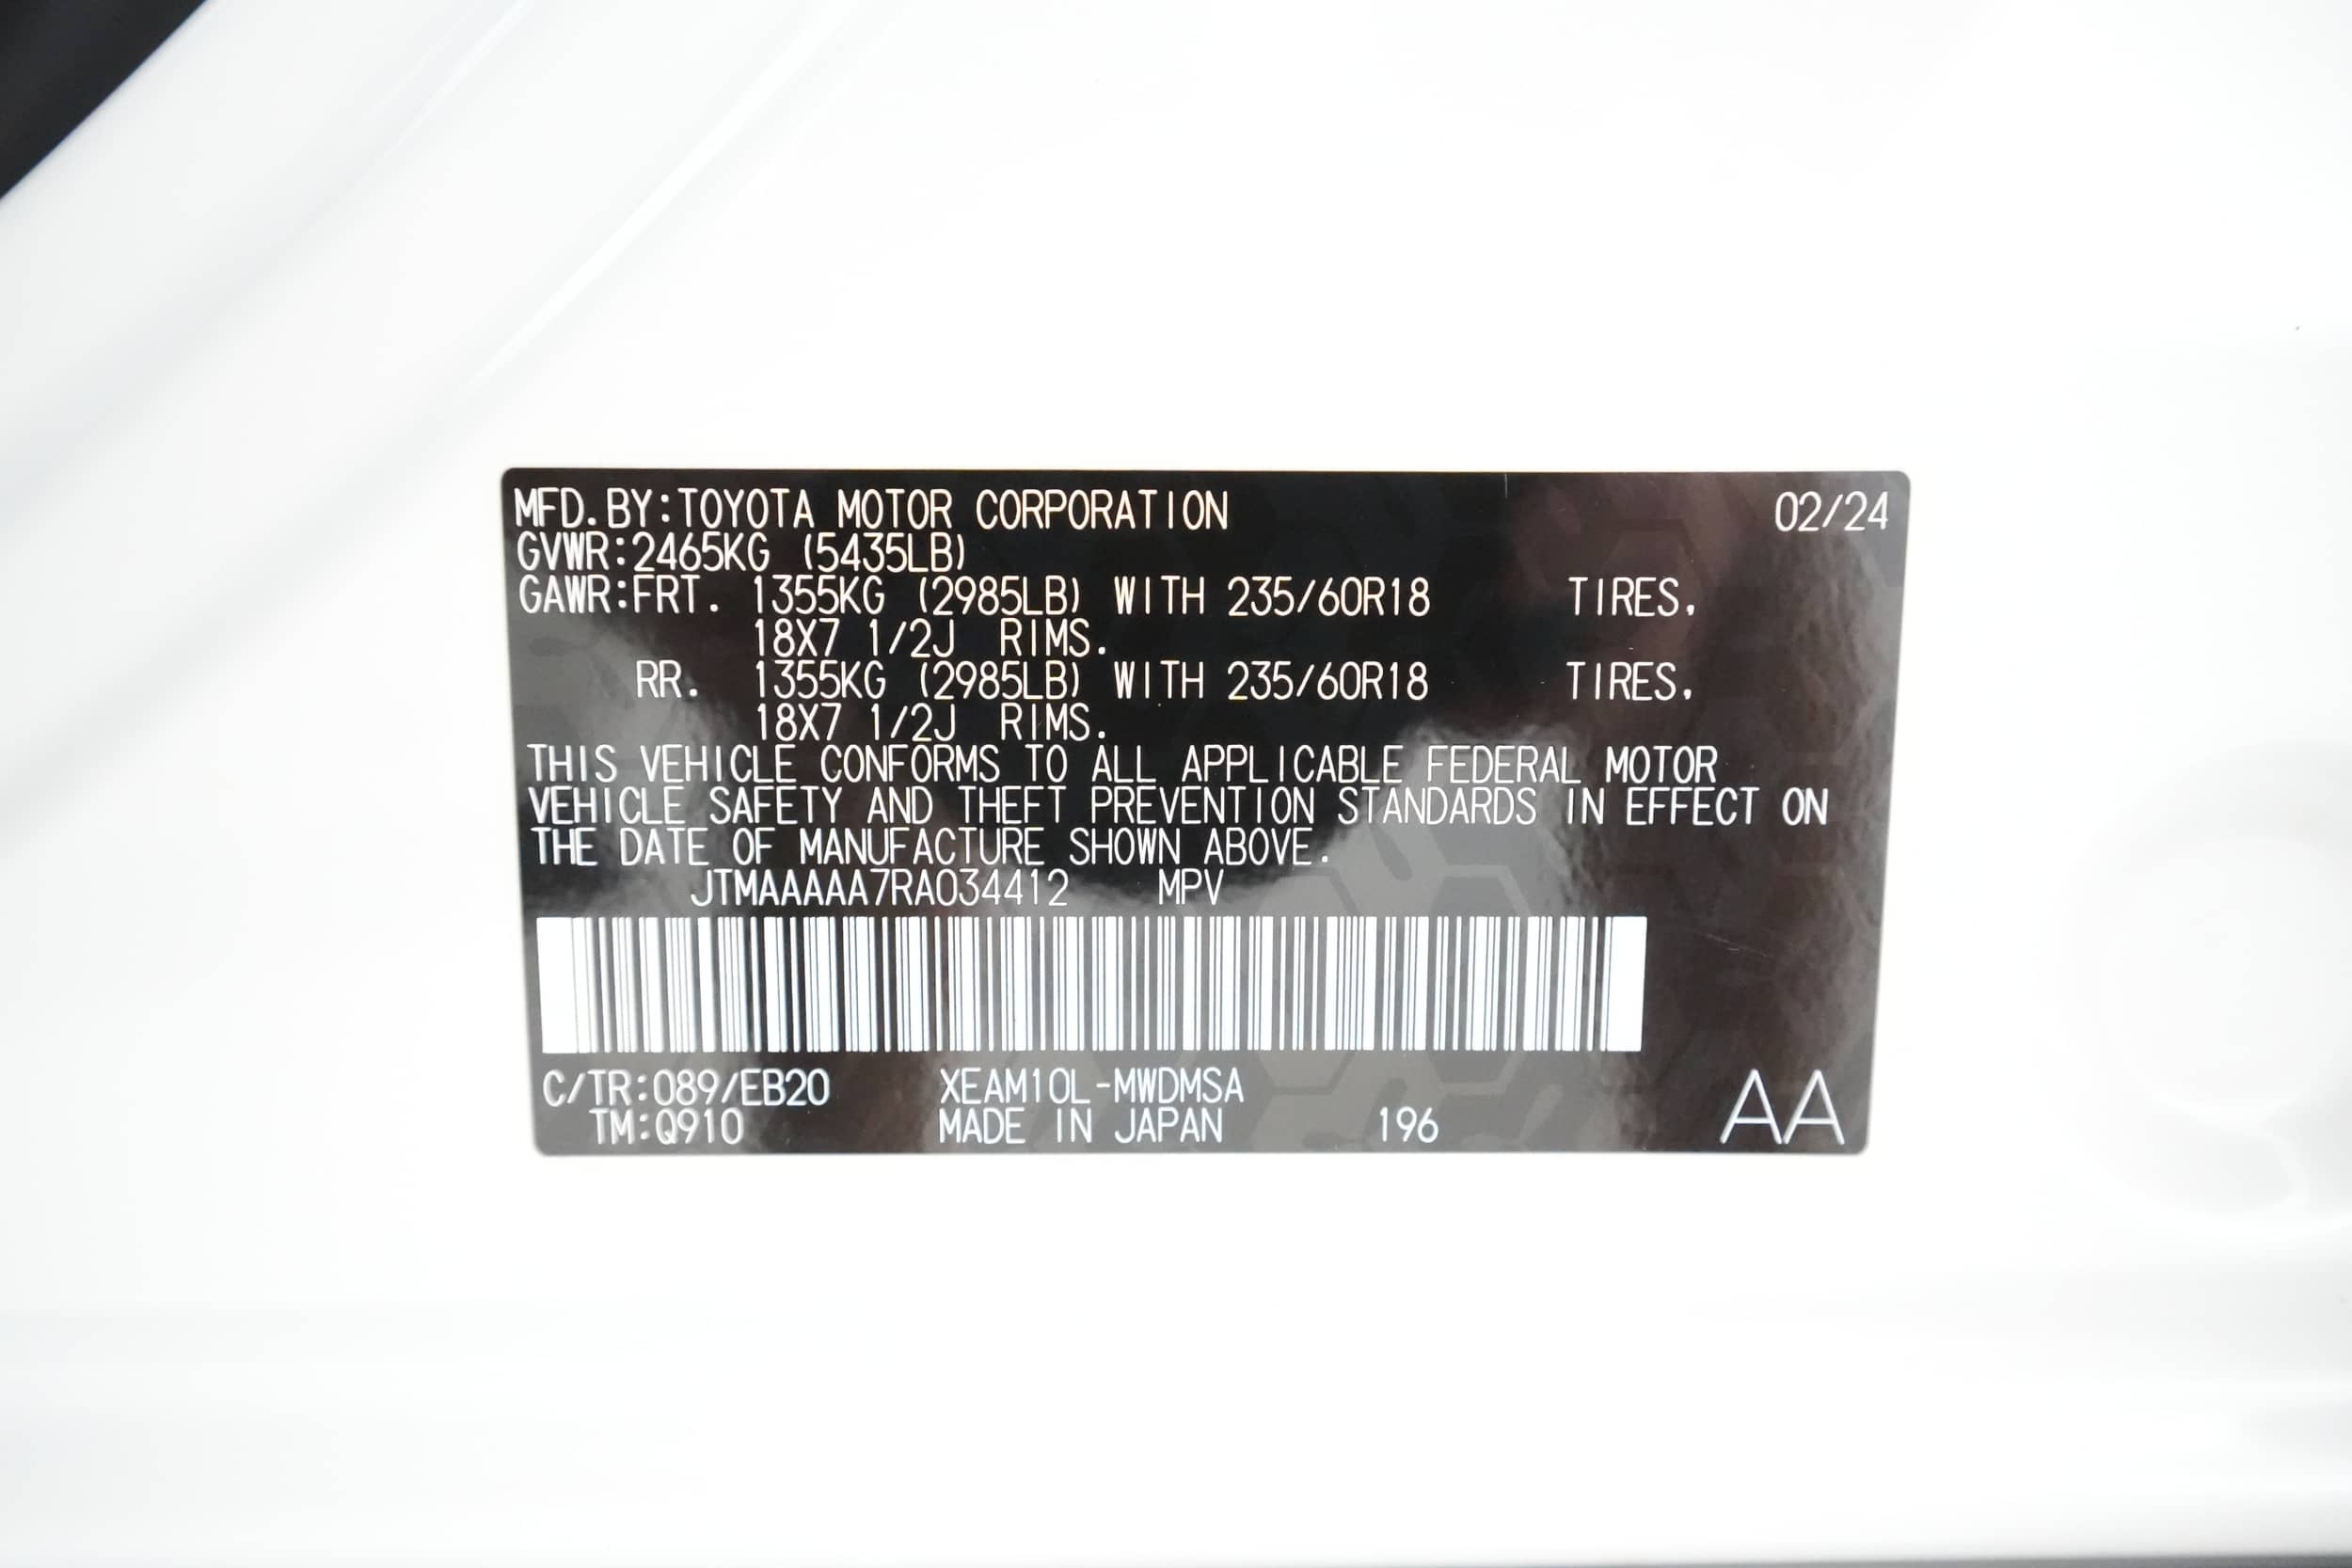 MFD.BY:TOYOTA MOTOR CORPORATION 02/24
GVWR:2465KG (5435LB)
GAWR:FRT. 1355KG (2985LB) WITH 235/60R18 TIRES,
18X7 1/2J RIMS.
RR. 1355KG (2985LB) WITH 235/60R18 TIRES,
18X7 1/2J RIMS.
THIS VEHICLE CONFORMS TO ALL APPLICABLE FEDERAL MOTOR
VEHICLE SAFETY AND THEFT PREVENTION STANDARDS IN EFFECT ON
THE DATE OF MANUFACTURE SHOWN ABOVE.
JTMAAAAA7RA034412 MPV
C/TR:089/EB20 XEAM10L-MWDMSA
TM:Q910 MADE IN JAPAN 196 AA